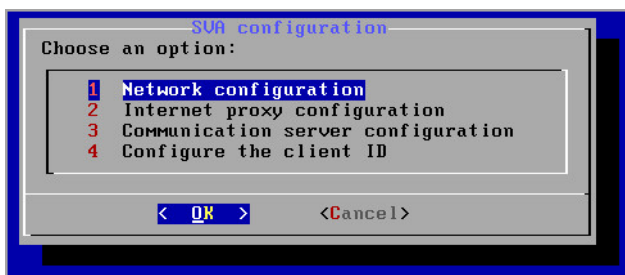 SVA configuration
Choose an option:
1 Network configuration
2 Internet proxy configuration
3 Communication server configuration
4 Configure the client ID
< OK > <Cancel>